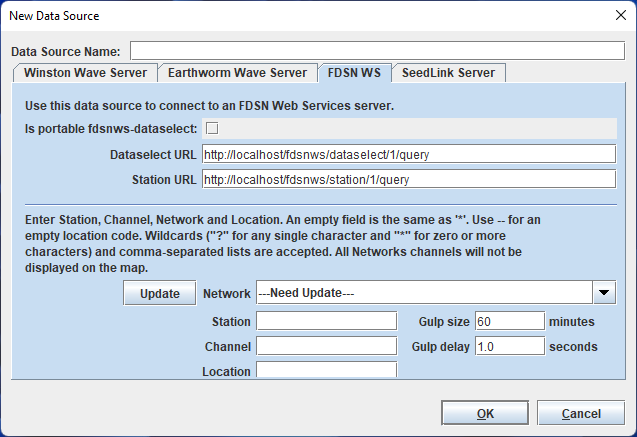 New Data Source
Data Source Name:
Winston Wave Server Earthworm Wave Server FDSN WS SeedLink Server
Use this data source to connect to an FDSN Web Services server.
Is portable fdsnws-dataselect:
Dataselect URL http://localhost/fdsnws/dataselect/1/query
Station URL http://localhost/fdsnws/station/1/query
Enter Station, Channel, Network and Location. An empty field is the same as '*'. Use -- for an
empty location code. Wildcards ("?" for any single character and "*" for zero or more
characters) and comma-separated lists are accepted. All Networks channels will not be
displayed on the map.
Update Network ---Need Update---
Station Gulp size 60 minutes
Channel Gulp delay 1.0 seconds
Location
OK Cancel